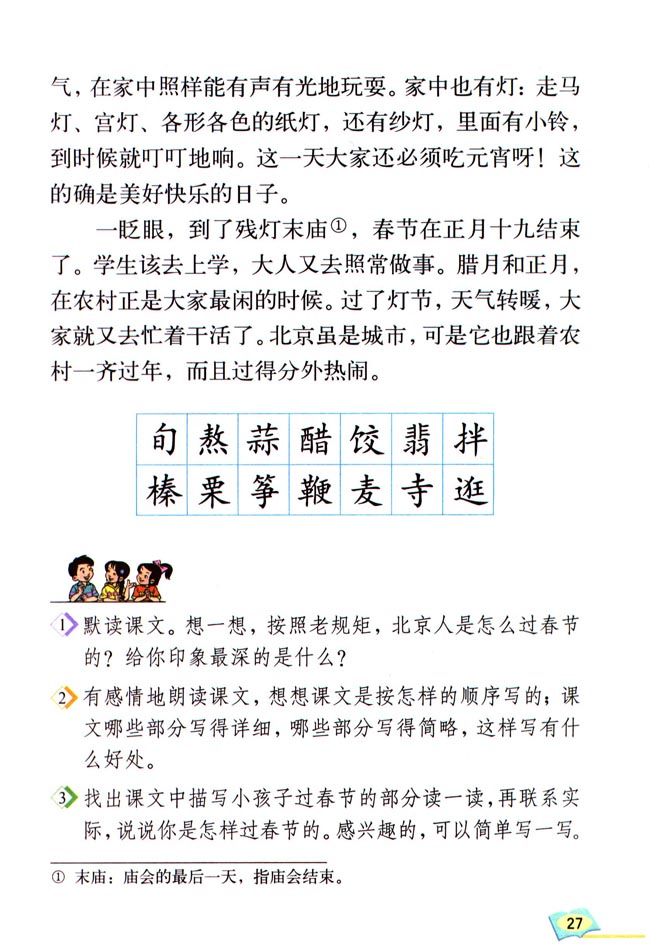 气，在家中照样能有声有光地玩耍。家中也有灯：走马
灯、宫灯、各形各色的纸灯，还有纱灯，里面有小铃，
到时候就叮叮地响。这一天大家还必须吃元宵呀！这
的确是美好快乐的日子。
一眨眼，到了残灯末庙①，春节在正月十九结束
了。学生该去上学，大人又去照常做事。腊月和正月，
在农村正是大家最闲的时候。过了灯节，天气转暖，大
家就又去忙着干活了。北京虽是城市，可是它也跟着农
村一齐过年，而且过得分外热闹。
旬熬蒜醋饺翡拌
榛栗筝鞭麦寺逛
1 默读课文。想一想，按照老规矩，北京人是怎么过春节
的？给你印象最深的是什么？
2 有感情地朗读课文，想想课文是按怎样的顺序写的；课
文哪些部分写得详细，哪些部分写得简略，这样写有什
么好处。
3 找出课文中描写小孩子过春节的部分读一读，再联系实
际，说说你是怎样过春节的。感兴趣的，可以简单写一写。
① 末庙：庙会的最后一天，指庙会结束。
27